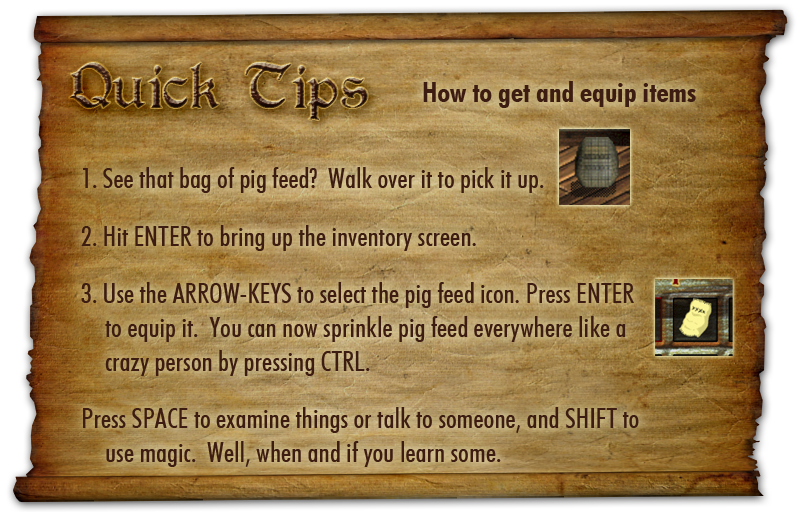 Quick Tips
How to get and equip items
1. See that bag of pig feed? Walk over it to pick it up.
2. Hit ENTER to bring up the inventory screen.
3. Use the ARROW-KEYS to select the pig feed icon. Press ENTER
to equip it. You can now sprinkle pig feed everywhere like a
crazy person by pressing CTRL.
Press SPACE to examine things or talk to someone, and SHIFT to
use magic. Well, when and if you learn some.